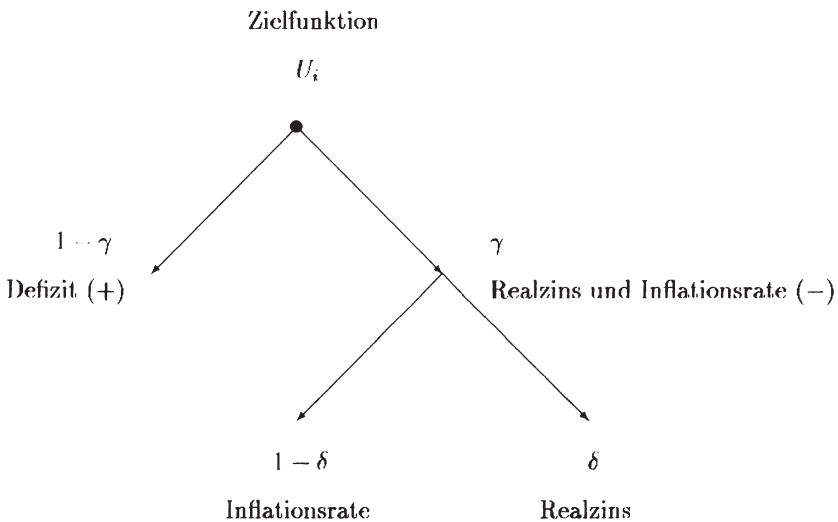 Zielfunktion
U_i
1 − γ
γ
Defizit (+)
Realzins und Inflationsrate (−)
1 − δ
δ
Inflationsrate
Realzins